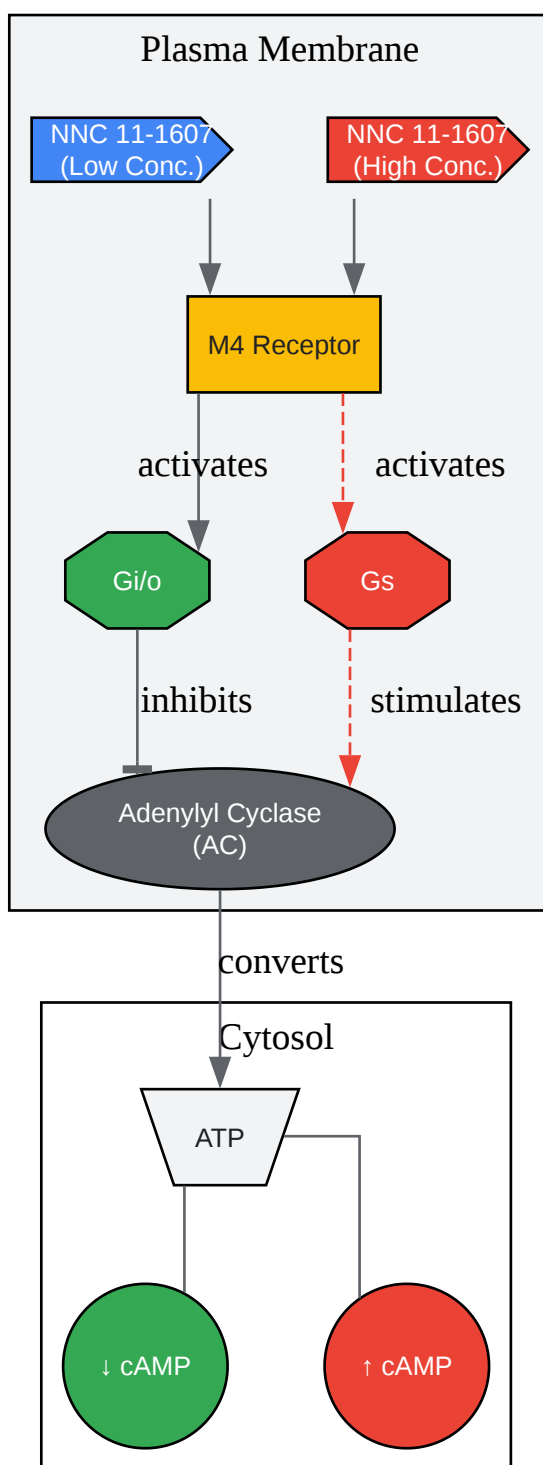 Plasma Membrane
NNC 11-1607
(Low Conc.)
NNC 11-1607
(High Conc.)
M4 Receptor
activates
activates
Gi/o
Gs
inhibits
stimulates
Adenylyl Cyclase
(AC)
converts
Cytosol
ATP
↓ cAMP
↑ cAMP